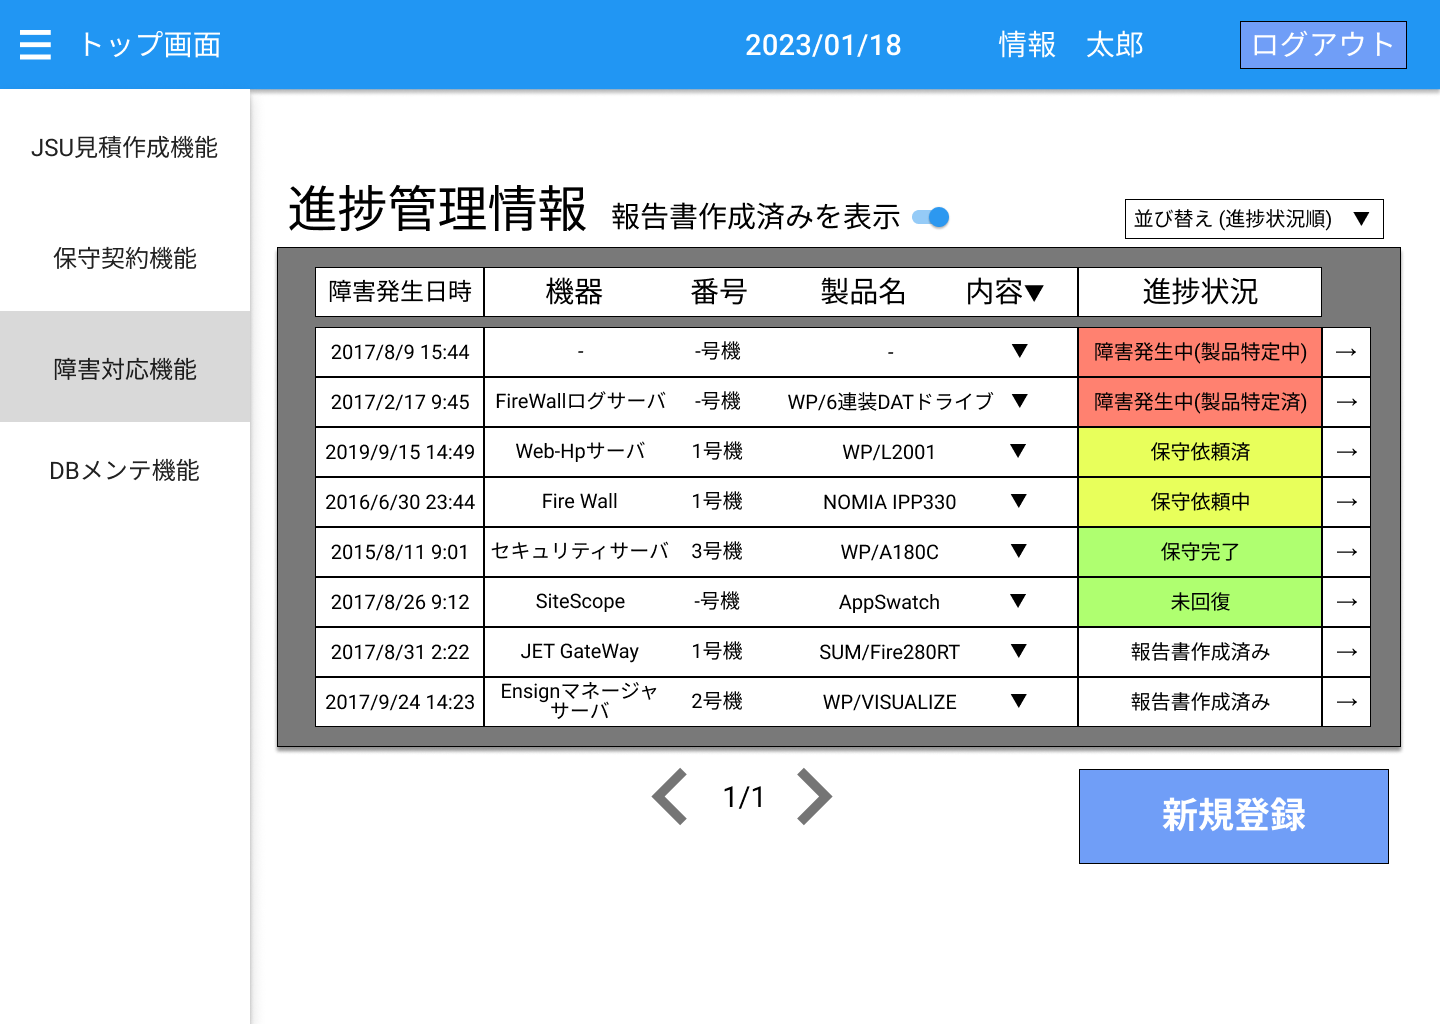 トップ画面 2023/01/18 情報 太郎 ログアウト
JSU見積作成機能
保守契約機能
障害対応機能
DBメンテ機能
進捗管理情報 報告書作成済みを表示 並び替え (進捗状況順) ▼
障害発生日時 機器 番号 製品名 内容▼ 進捗状況
2017/8/9 15:44 - -号機 - ▼ 障害発生中(製品特定中) →
2017/2/17 9:45 FireWallログサーバ -号機 WP/6連装DATドライブ ▼ 障害発生中(製品特定済) →
2019/9/15 14:49 Web-Hpサーバ 1号機 WP/L2001 ▼ 保守依頼済 →
2016/6/30 23:44 Fire Wall 1号機 NOMIA IPP330 ▼ 保守依頼中 →
2015/8/11 9:01 セキュリティサーバ 3号機 WP/A180C ▼ 保守完了 →
2017/8/26 9:12 SiteScope -号機 AppSwatch ▼ 未回復 →
2017/8/31 2:22 JET GateWay 1号機 SUM/Fire280RT ▼ 報告書作成済み →
2017/9/24 14:23 Ensignマネージャ
サーバ 2号機 WP/VISUALIZE ▼ 報告書作成済み →
1/1
新規登録